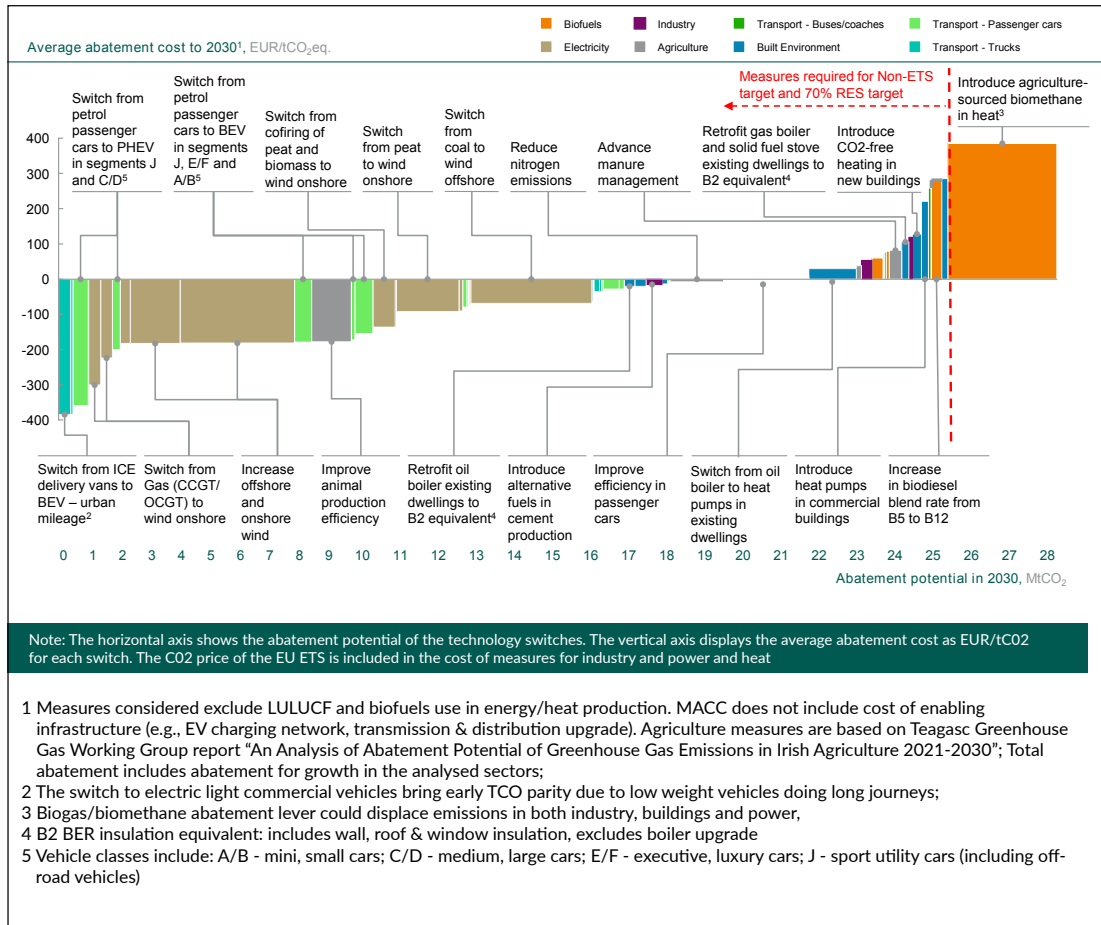 Biofuels
Industry
Transport - Buses/coaches
Transport - Passenger cars
Average abatement cost to 2030¹, EUR/tCO₂eq.
Electricity
Agriculture
Built Environment
Transport - Trucks
Switch from
petrol
passenger
cars to PHEV
in segments J
and C/D⁵
Switch from
petrol
passenger
cars to BEV
in segments
J, E/F and
A/B⁵
Switch from
cofiring of
peat and
biomass to
wind onshore
Switch
from peat
to wind
onshore
Switch
from
coal to
wind
offshore
Reduce
nitrogen
emissions
Advance
manure
management
Measures required for Non-ETS
target and 70% RES target
Retrofit gas boiler
and solid fuel stove
existing dwellings to
B2 equivalent⁴
Introduce
CO2-free
heating in
new buildings
Introduce agriculture-
sourced biomethane
in heat³
400
300
200
100
0
-100
-200
-300
-400
Switch from ICE
delivery vans to
BEV – urban
mileage²
Switch from
Gas (CCGT/
OCGT) to
wind onshore
Increase
offshore
and
onshore
wind
Improve
animal
production
efficiency
Retrofit oil
boiler existing
dwellings to
B2 equivalent⁴
Introduce
alternative
fuels in
cement
production
Improve
efficiency in
passenger
cars
Switch from oil
boiler to heat
pumps in
existing
dwellings
Introduce
heat pumps
in commercial
buildings
Increase
in biodiesel
blend rate from
B5 to B12
0 1 2 3 4 5 6 7 8 9 10 11 12 13 14 15 16 17 18 19 20 21 22 23 24 25 26 27 28
Abatement potential in 2030, MtCO₂
Note: The horizontal axis shows the abatement potential of the technology switches. The vertical axis displays the average abatement cost as EUR/tC02
for each switch. The C02 price of the EU ETS is included in the cost of measures for industry and power and heat
1 Measures considered exclude LULUCF and biofuels use in energy/heat production. MACC does not include cost of enabling
infrastructure (e.g., EV charging network, transmission & distribution upgrade). Agriculture measures are based on Teagasc Greenhouse
Gas Working Group report “An Analysis of Abatement Potential of Greenhouse Gas Emissions in Irish Agriculture 2021-2030”; Total
abatement includes abatement for growth in the analysed sectors;
2 The switch to electric light commercial vehicles bring early TCO parity due to low weight vehicles doing long journeys;
3 Biogas/biomethane abatement lever could displace emissions in both industry, buildings and power,
4 B2 BER insulation equivalent: includes wall, roof & window insulation, excludes boiler upgrade
5 Vehicle classes include: A/B - mini, small cars; C/D - medium, large cars; E/F - executive, luxury cars; J - sport utility cars (including off-
road vehicles)